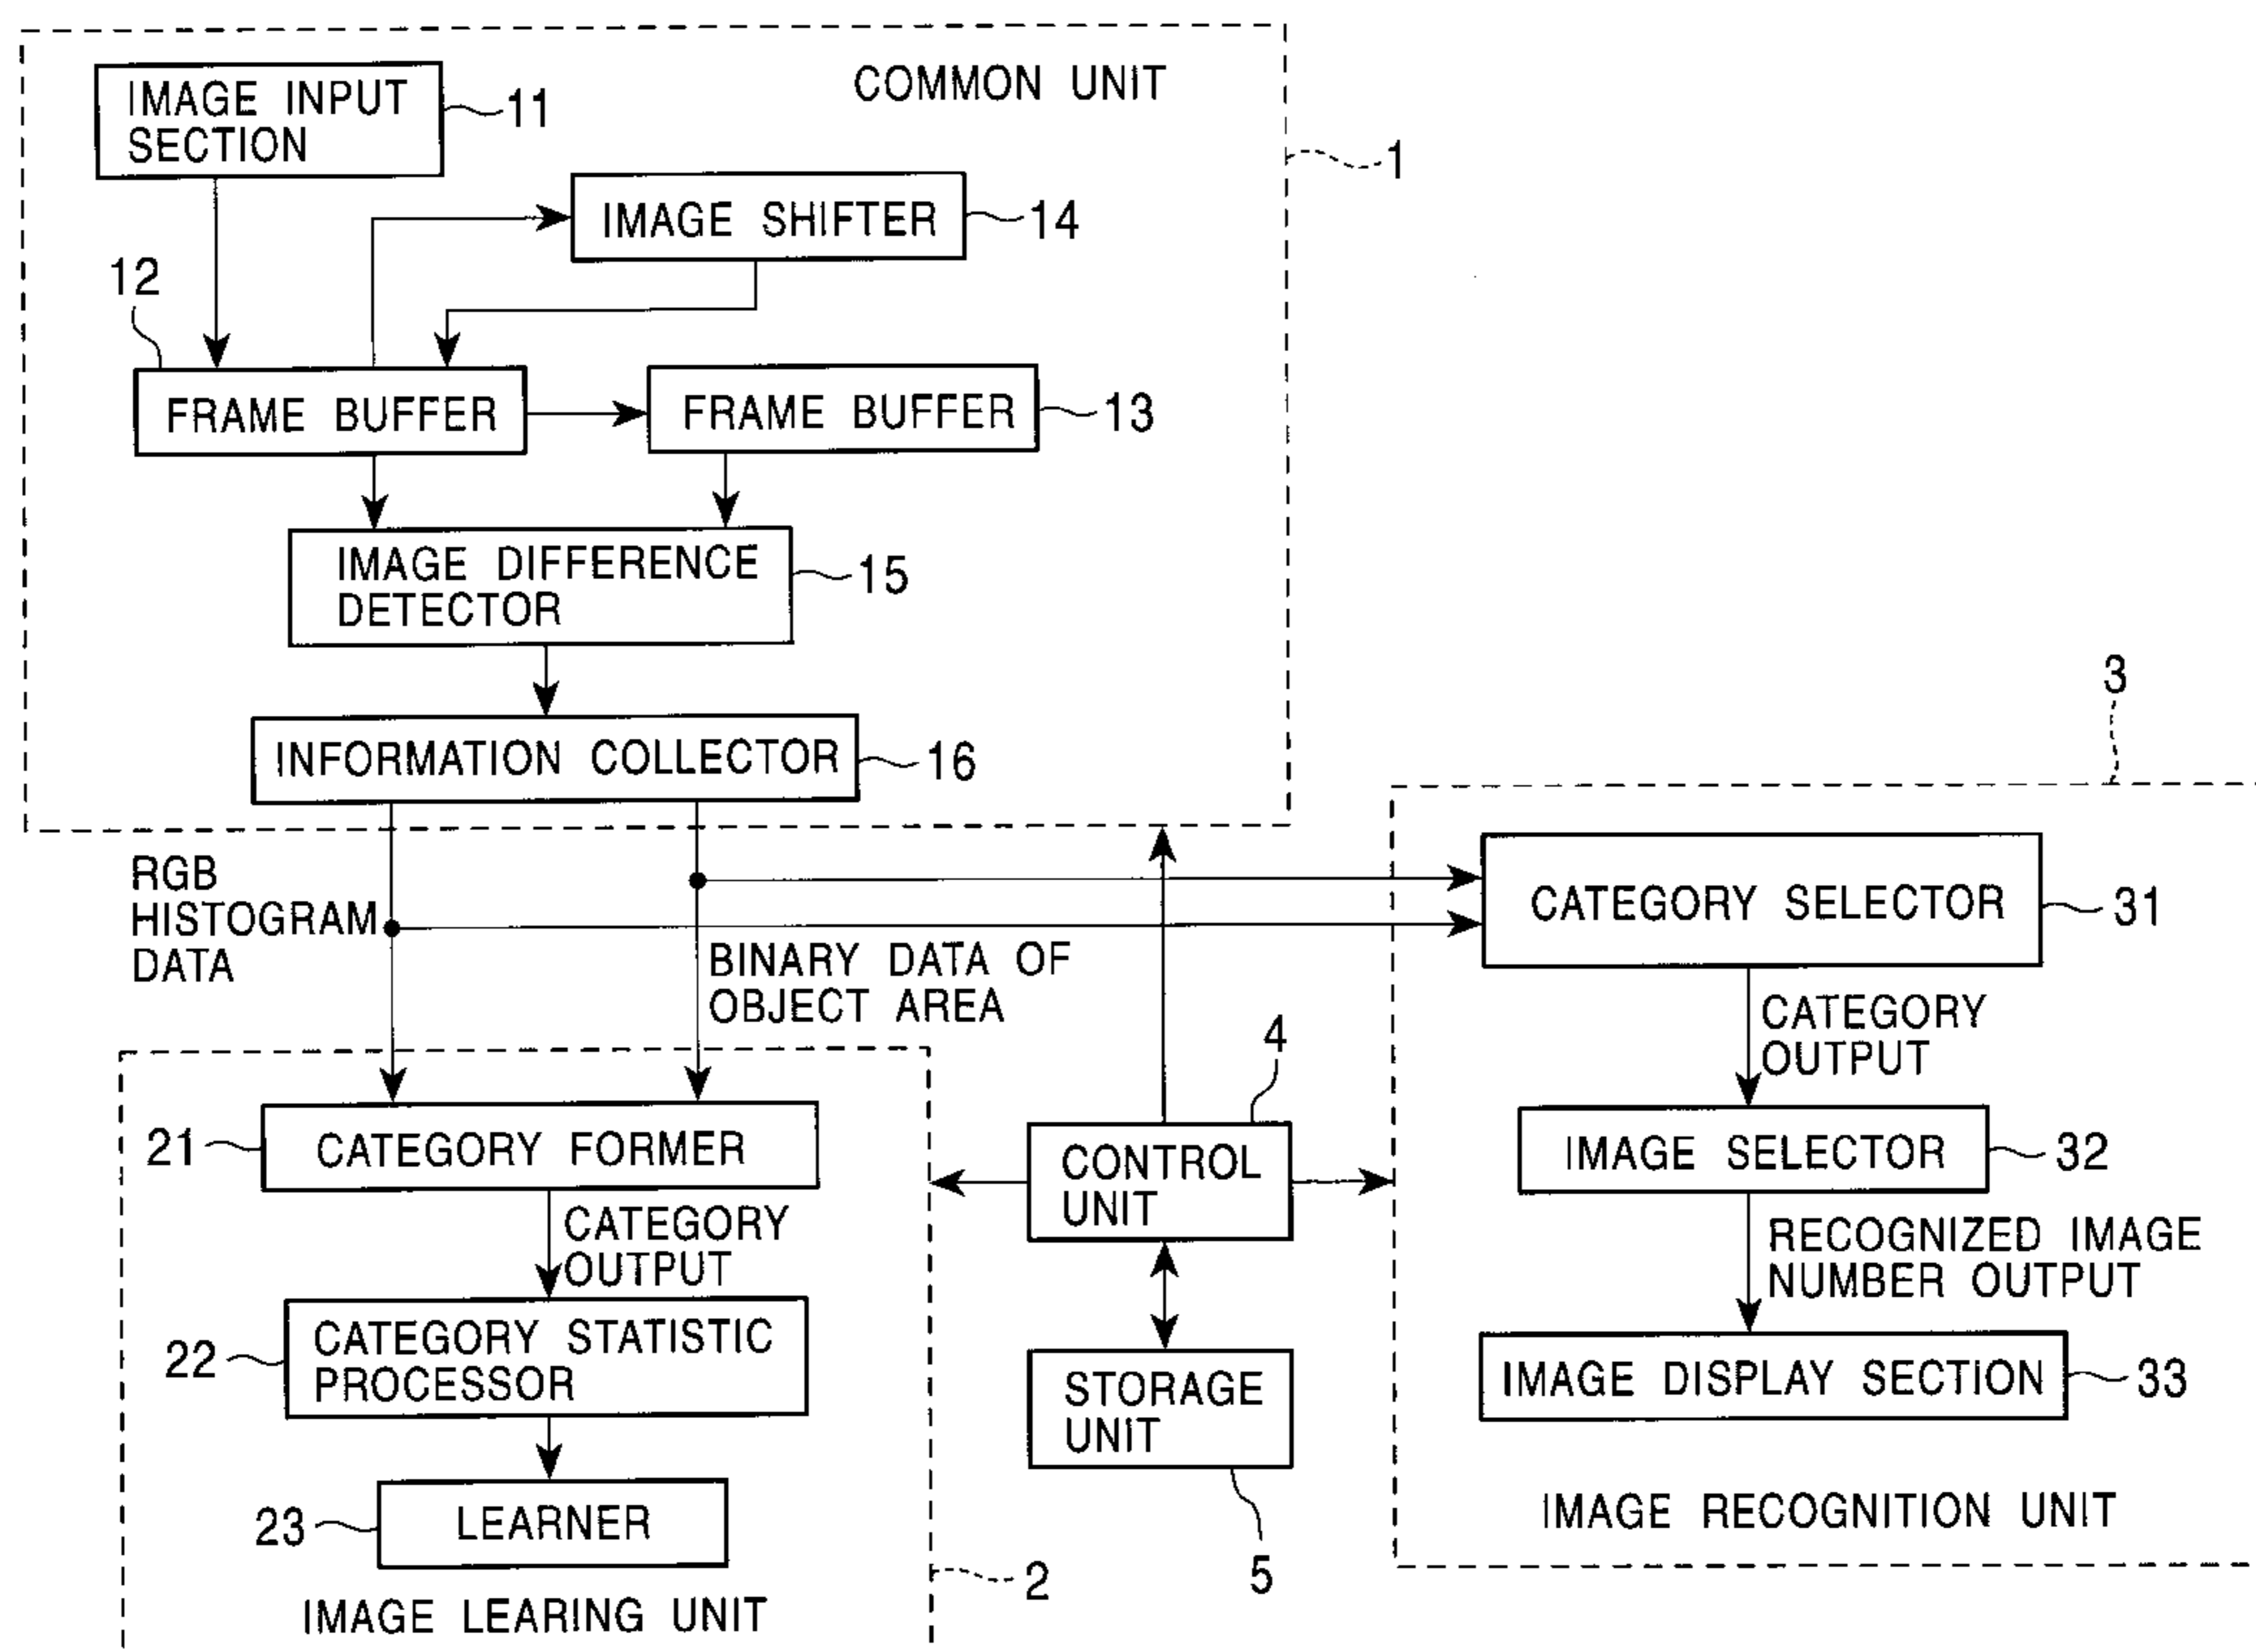 COMMON UNIT
1
IMAGE INPUT
SECTION
11
IMAGE SHIFTER
14
12
FRAME BUFFER
FRAME BUFFER
13
IMAGE DIFFERENCE
DETECTOR
15
INFORMATION COLLECTOR
16
RGB
HISTOGRAM
DATA
BINARY DATA OF
OBJECT AREA
21
CATEGORY FORMER
CATEGORY
OUTPUT
22
CATEGORY STATISTIC
PROCESSOR
23
LEARNER
IMAGE LEARING UNIT
2
4
CONTROL
UNIT
STORAGE
UNIT
5
3
CATEGORY SELECTOR
31
CATEGORY
OUTPUT
IMAGE SELECTOR
32
RECOGNIZED IMAGE
NUMBER OUTPUT
IMAGE DISPLAY SECTION
33
IMAGE RECOGNITION UNIT